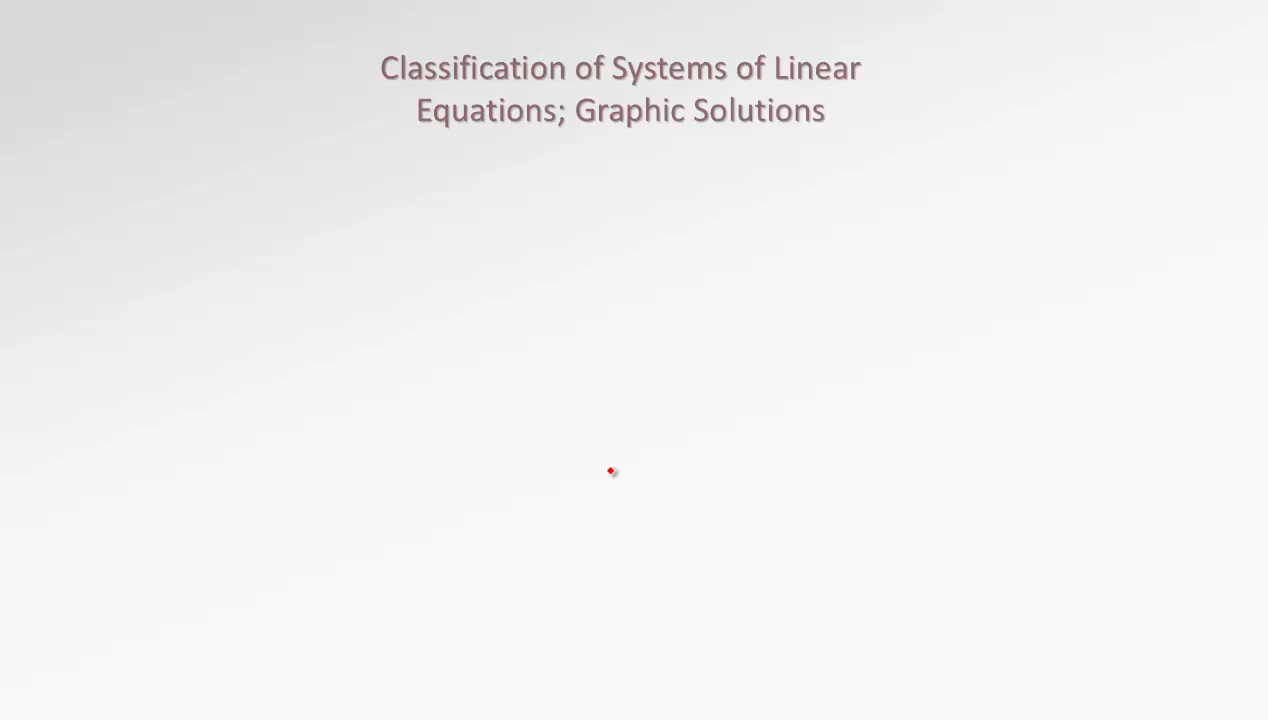 Classification of Systems of Linear
Equations; Graphic Solutions